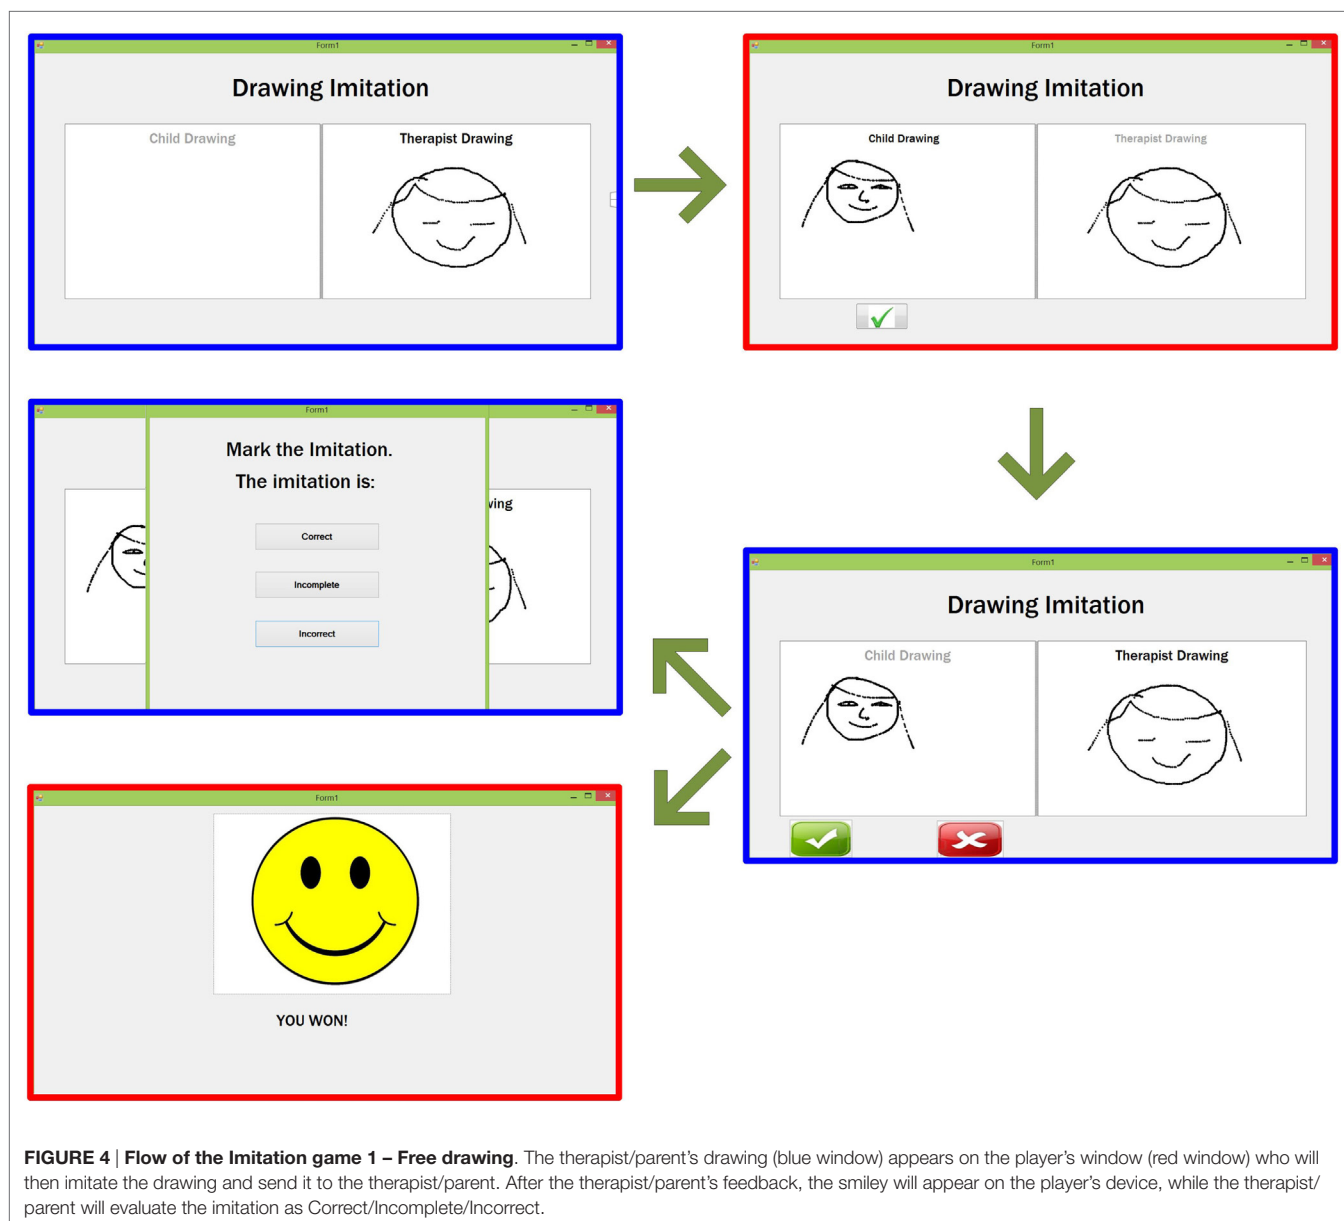 Form1
Drawing Imitation
Child Drawing
Therapist Drawing
Form1
Drawing Imitation
Child Drawing
Therapist Drawing
Form1
Mark the Imitation.
The imitation is:
wing
Correct
Incomplete
Incorrect
Form1
Drawing Imitation
Child Drawing
Therapist Drawing
Form1
YOU WON!
FIGURE 4 | Flow of the Imitation game 1 – Free drawing. The therapist/parent’s drawing (blue window) appears on the player’s window (red window) who will
then imitate the drawing and send it to the therapist/parent. After the therapist/parent’s feedback, the smiley will appear on the player’s device, while the therapist/
parent will evaluate the imitation as Correct/Incomplete/Incorrect.